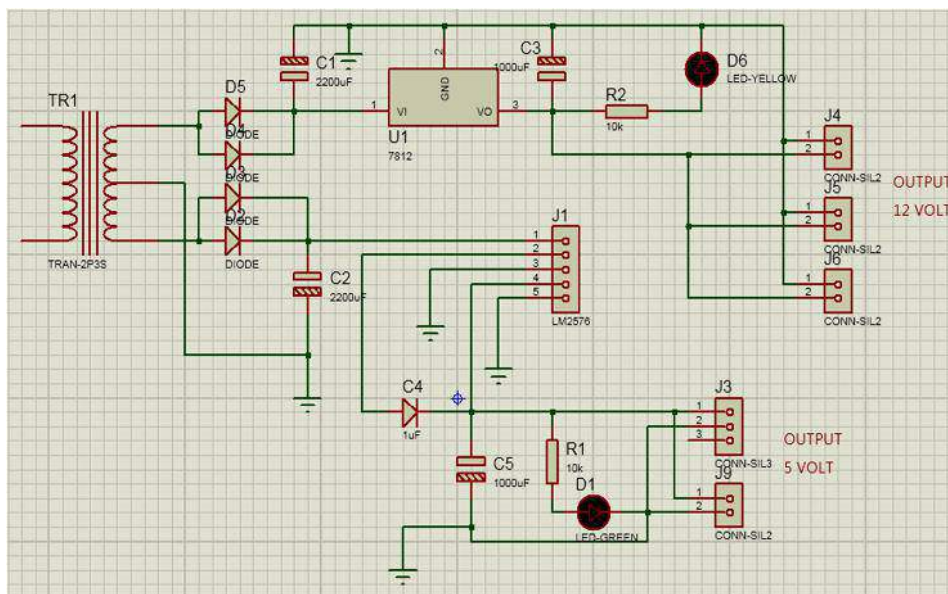 C1
2200uF
C3
1000uF
D6
LED-YELLOW
2
GND
1
VI
VO
3
U1
7812
R2
10k
TR1
D5
DIODE
D4
DIODE
D3
DIODE
D2
DIODE
TRAN-2P3S
J4
1
2
CONN-SIL2
J5
1
2
CONN-SIL2
J6
1
2
CONN-SIL2
OUTPUT
12 VOLT
J1
1
2
3
4
5
LM2576
C2
2200uF
C4
1uF
C5
1000uF
R1
10k
D1
LED-GREEN
J3
1
2
3
CONN-SIL3
J9
1
2
CONN-SIL2
OUTPUT
5 VOLT